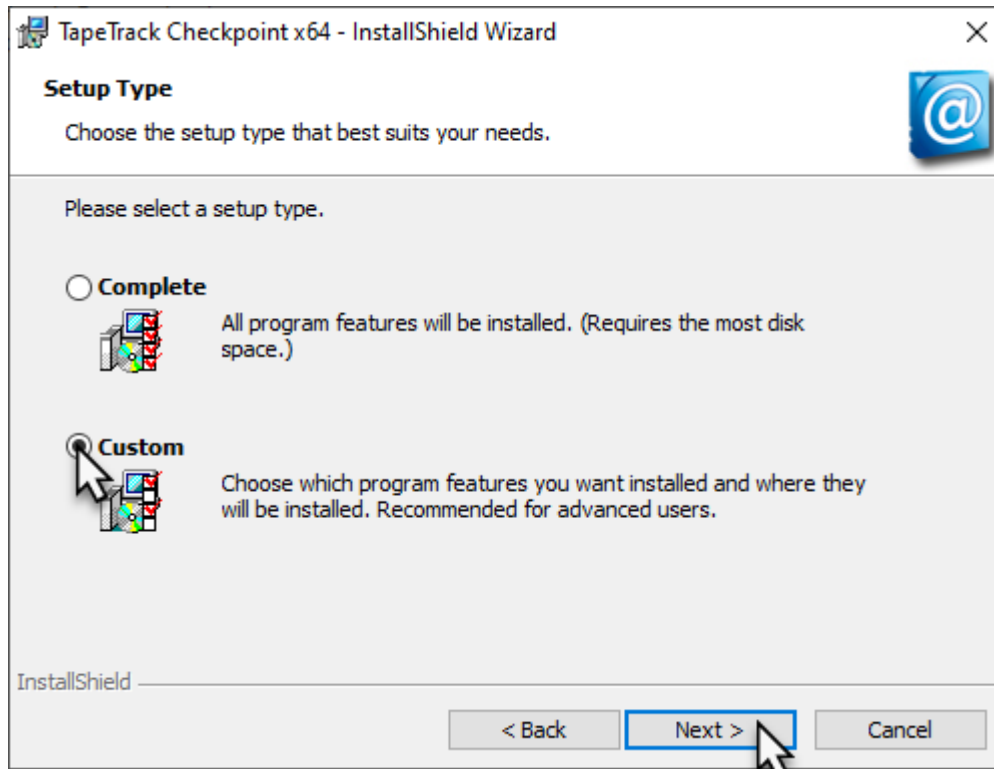 TapeTrack Checkpoint x64 - InstallShield Wizard
Setup Type
Choose the setup type that best suits your needs.
@
Please select a setup type.
Complete
All program features will be installed. (Requires the most disk
space.)
Custom
Choose which program features you want installed and where they
will be installed. Recommended for advanced users.
InstallShield
< Back
Next >
Cancel